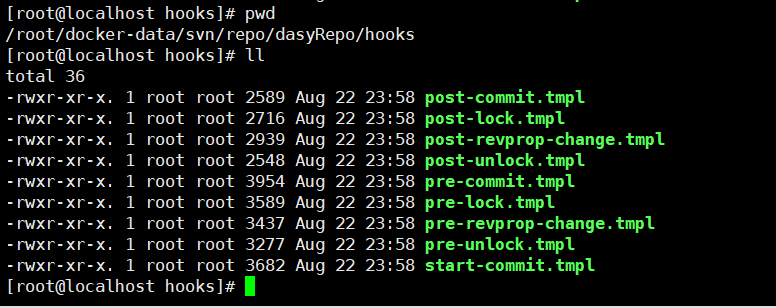 [root@localhost hooks]# pwd
/root/docker-data/svn/repo/dasyRepo/hooks
[root@localhost hooks]# ll
total 36
-rwxr-xr-x. 1 root root 2589 Aug 22 23:58 post-commit.tmpl
-rwxr-xr-x. 1 root root 2716 Aug 22 23:58 post-lock.tmpl
-rwxr-xr-x. 1 root root 2939 Aug 22 23:58 post-revprop-change.tmpl
-rwxr-xr-x. 1 root root 2548 Aug 22 23:58 post-unlock.tmpl
-rwxr-xr-x. 1 root root 3954 Aug 22 23:58 pre-commit.tmpl
-rwxr-xr-x. 1 root root 3589 Aug 22 23:58 pre-lock.tmpl
-rwxr-xr-x. 1 root root 3437 Aug 22 23:58 pre-revprop-change.tmpl
-rwxr-xr-x. 1 root root 3277 Aug 22 23:58 pre-unlock.tmpl
-rwxr-xr-x. 1 root root 3682 Aug 22 23:58 start-commit.tmpl
[root@localhost hooks]#